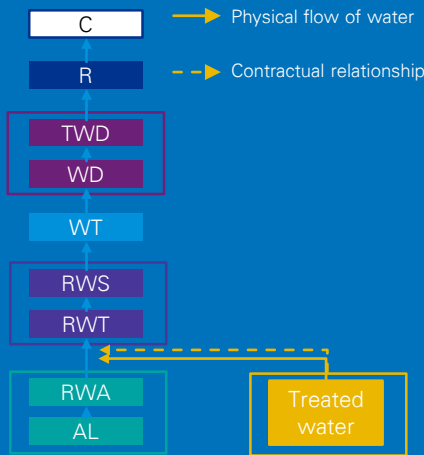 C
Physical flow of water
R
Contractual relationship
TWD
WD
WT
RWS
RWT
RWA
AL
Treated
water